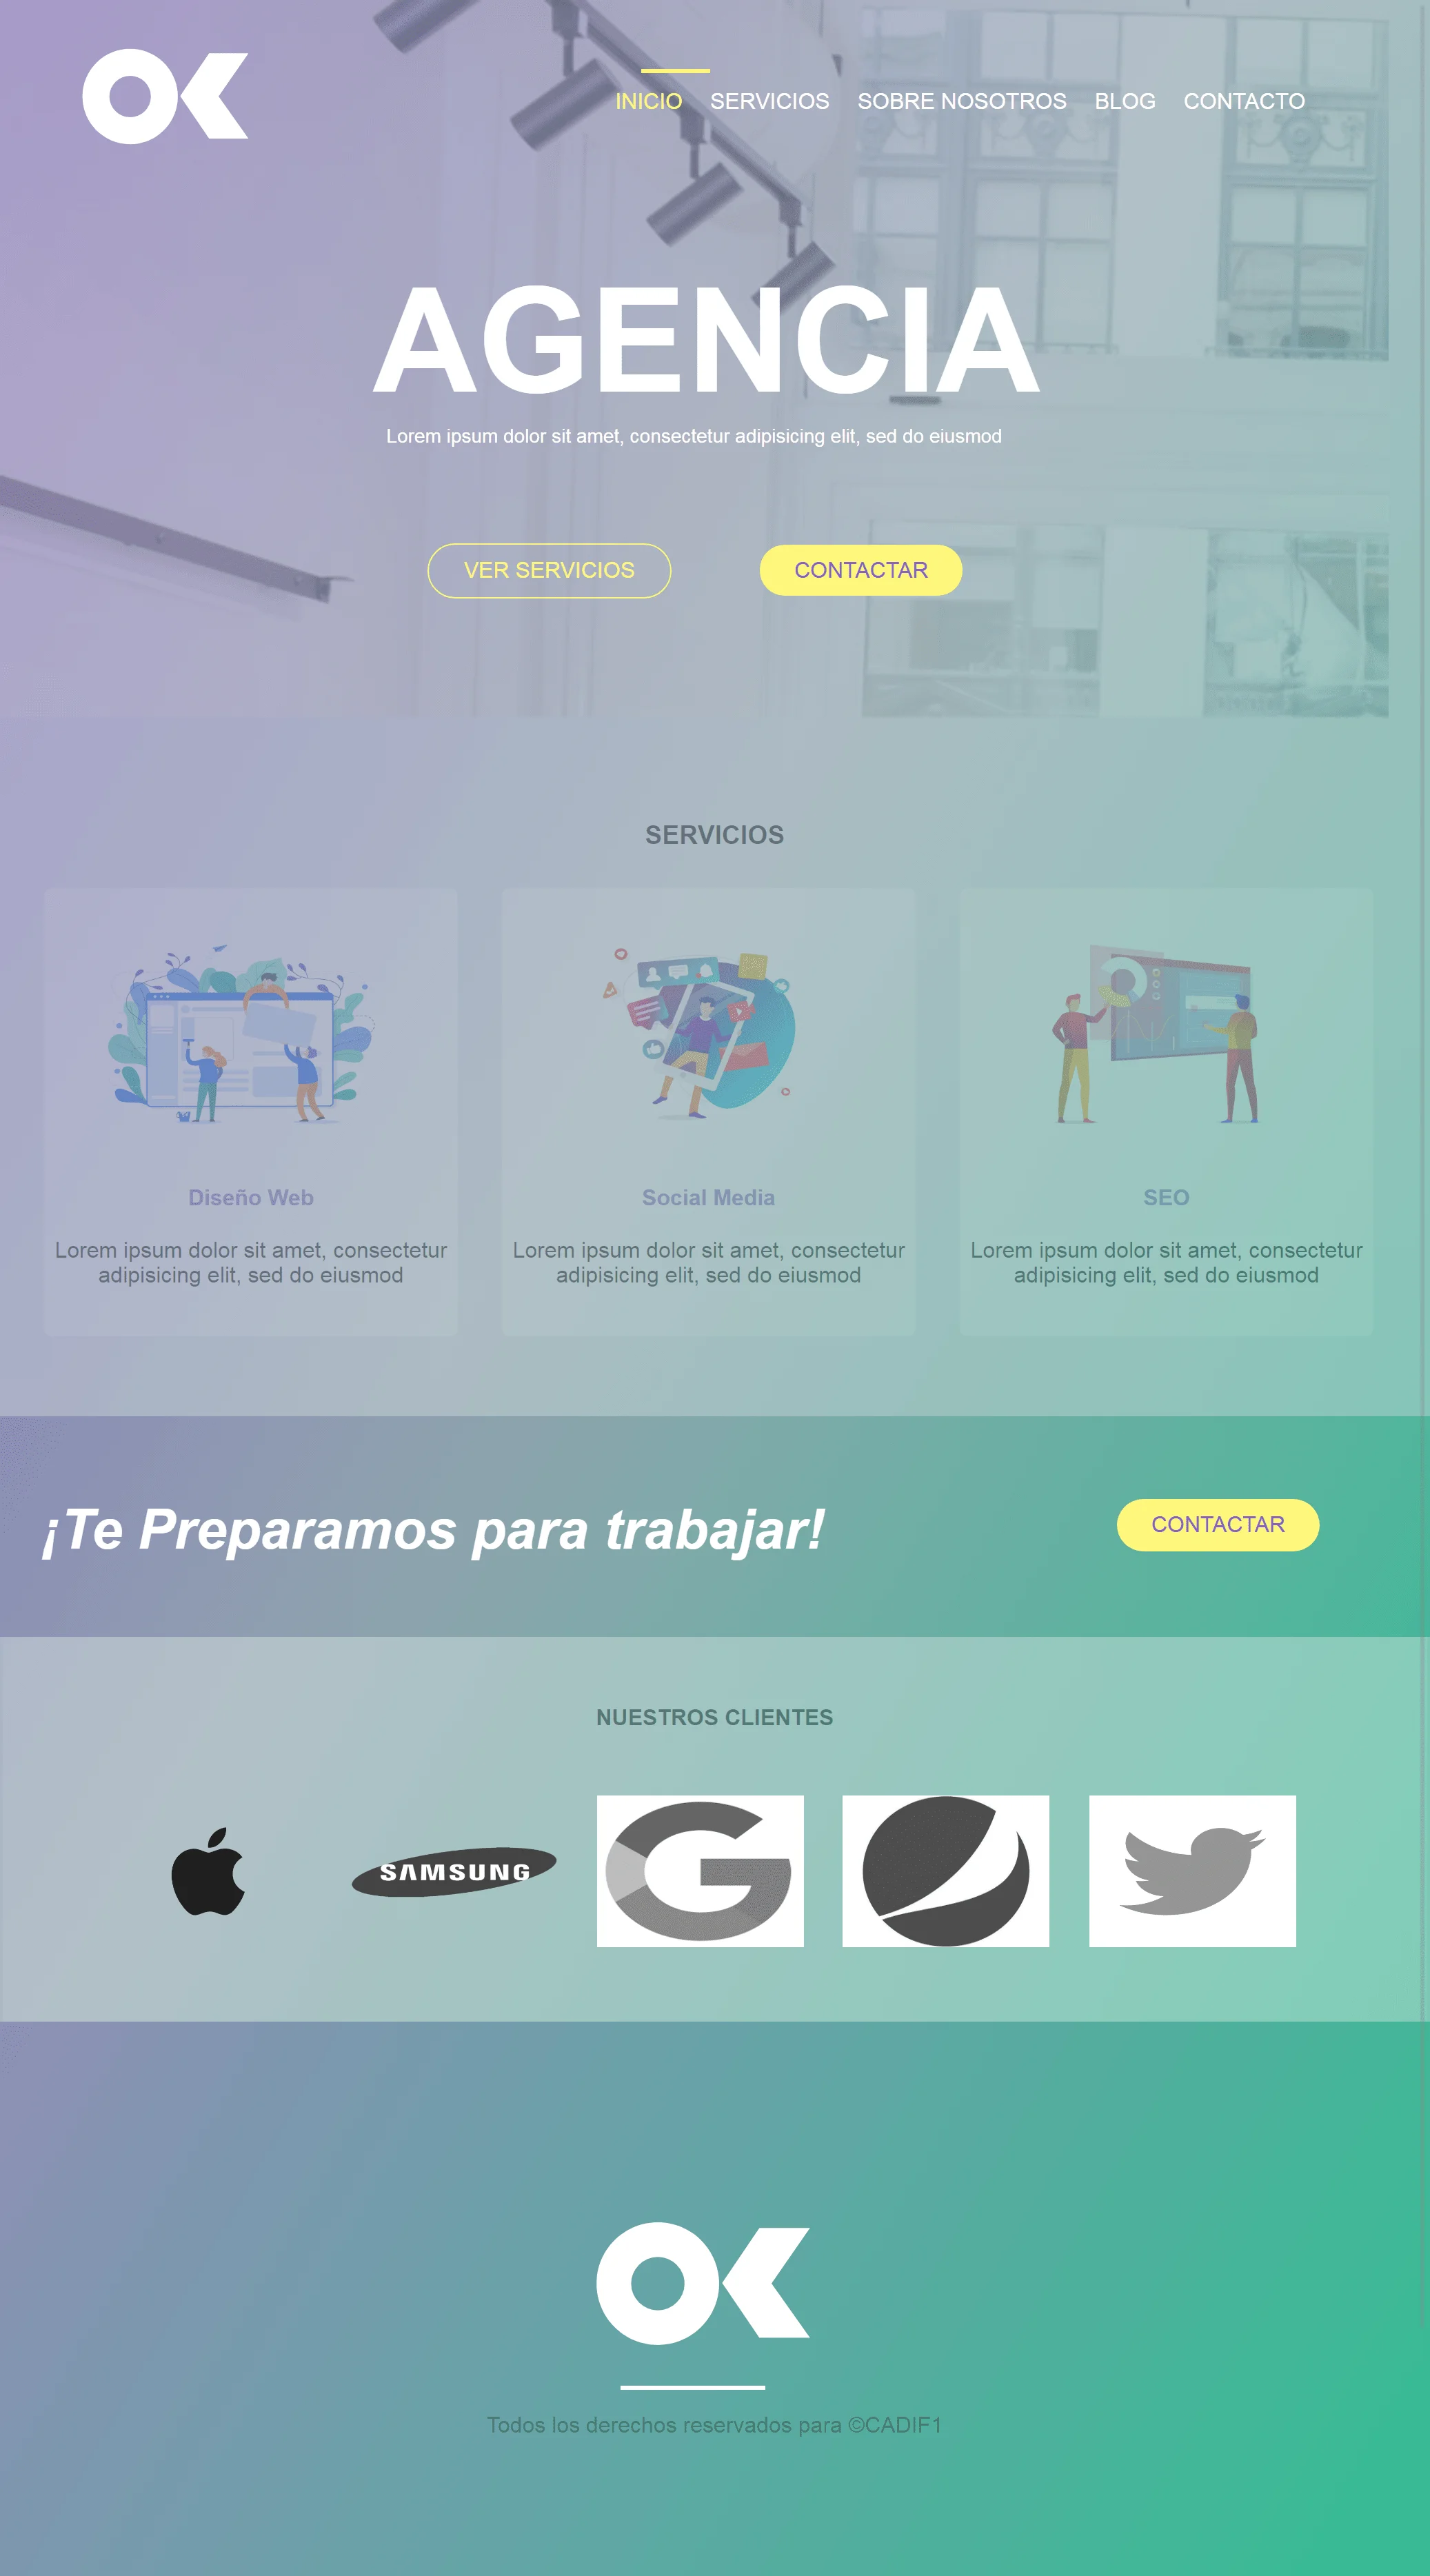 OK
INICIO SERVICIOS SOBRE NOSOTROS BLOG CONTACTO
AGENCIA
Lorem ipsum dolor sit amet, consectetur adipisicing elit, sed do eiusmod
VER SERVICIOS
CONTACTAR
SERVICIOS
Diseño Web
Lorem ipsum dolor sit amet, consectetur
adipisicing elit, sed do eiusmod
Social Media
Lorem ipsum dolor sit amet, consectetur
adipisicing elit, sed do eiusmod
SEO
Lorem ipsum dolor sit amet, consectetur
adipisicing elit, sed do eiusmod
¡Te Preparamos para trabajar!
CONTACTAR
NUESTROS CLIENTES
SAMSUNG
G
OK
Todos los derechos reservados para ©CADIF1